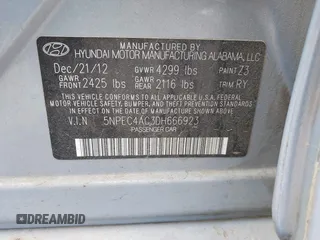 MANUFACTURED BY
HYUNDAI MOTOR MANUFACTURING ALABAMA, LLC
Dec/21/12 GVWR 4299 lbs PAINT Z3
GAWR FRONT 2425 lbs GAWR REAR 2116 lbs TRIM RY
THIS VEHICLE CONFORMS TO ALL APPLICABLE U.S. FEDERAL
MOTOR VEHICLE SAFETY, BUMPER, AND THEFT PREVENTION STANDARDS
IN EFFECT ON THE DATE OF MANUFACTURE SHOWN ABOVE.
V.I.N 5NPEC4AC3DH666923
PASSENGER CAR
DREAMBID